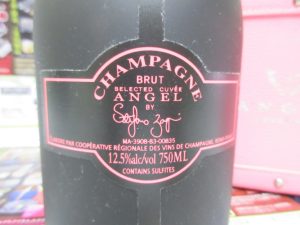 CHAMPAGNE
BRUT
SELECTED CUVÉE
ANGEL
BY
MA-3908-83-00835
PAR COOPÉRATIVE RÉGIONALE DES VINS DE CHAMPAGNE,
12.5%alc/vol 750ML
CONTAINS SULFITES